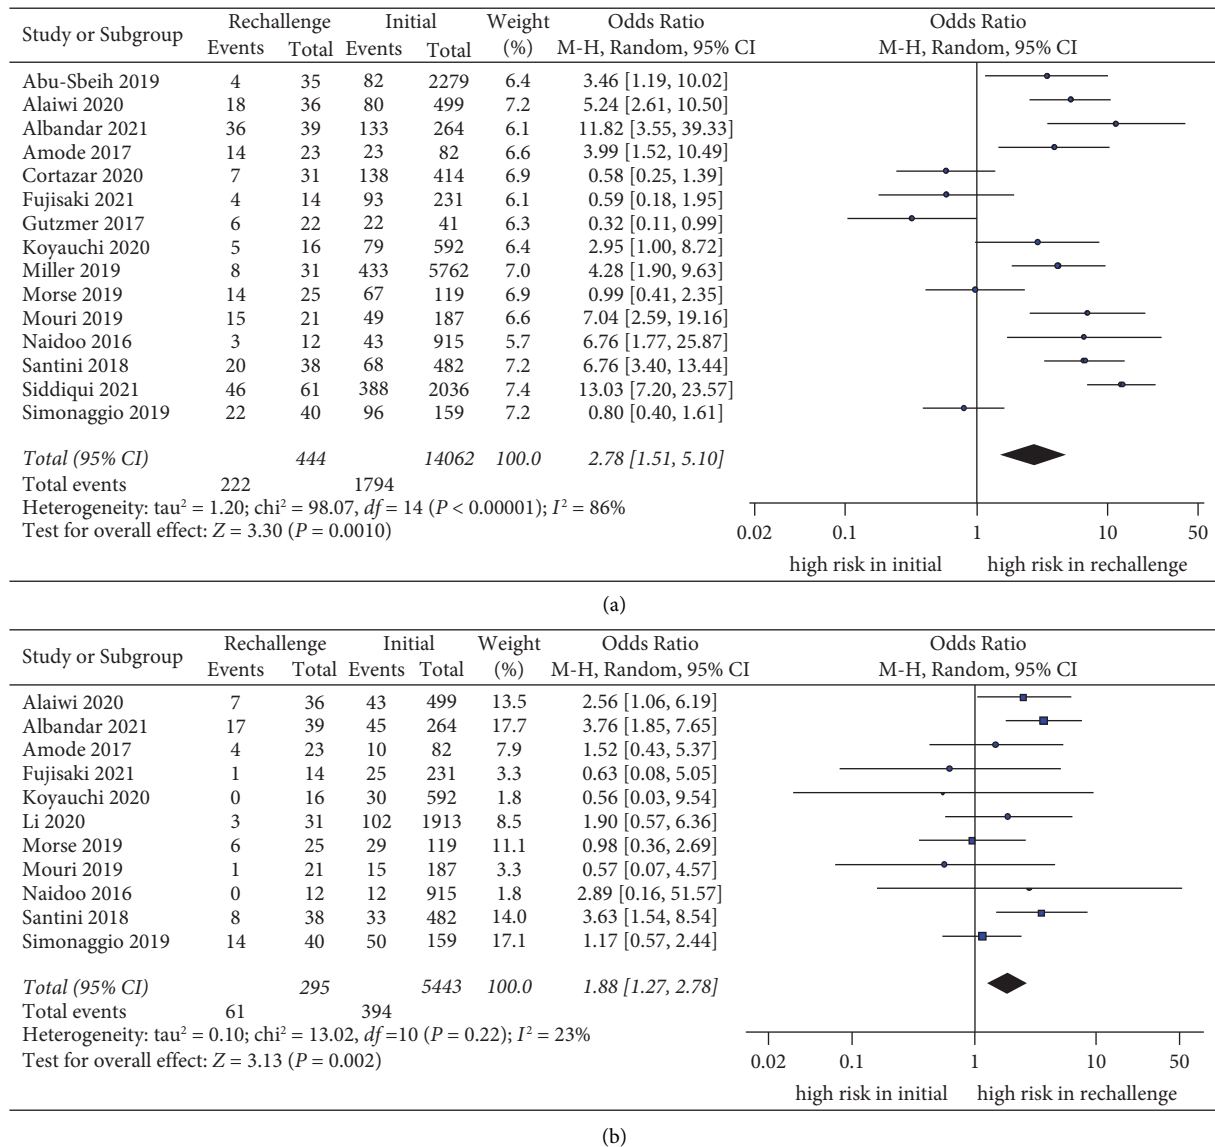 Study or Subgroup Rechallenge Initial Weight Odds Ratio Odds Ratio
Events Total Events Total (%) M-H, Random, 95% CI M-H, Random, 95% CI
Abu-Sbeih 2019 4 35 82 2279 6.4 3.46 [1.19, 10.02]
Alaiwi 2020 18 36 80 499 7.2 5.24 [2.61, 10.50]
Albandar 2021 36 39 133 264 6.1 11.82 [3.55, 39.33]
Amode 2017 14 23 23 82 6.6 3.99 [1.52, 10.49]
Cortazar 2020 7 31 138 414 6.9 0.58 [0.25, 1.39]
Fujisaki 2021 4 14 93 231 6.1 0.59 [0.18, 1.95]
Gutzmer 2017 6 22 22 41 6.3 0.32 [0.11, 0.99]
Koyauchi 2020 5 16 79 592 6.4 2.95 [1.00, 8.72]
Miller 2019 8 31 433 5762 7.0 4.28 [1.90, 9.63]
Morse 2019 14 25 67 119 6.9 0.99 [0.41, 2.35]
Mouri 2019 15 21 49 187 6.6 7.04 [2.59, 19.16]
Naidoo 2016 3 12 43 915 5.7 6.76 [1.77, 25.87]
Santini 2018 20 38 68 482 7.2 6.76 [3.40, 13.44]
Siddiqui 2021 46 61 388 2036 7.4 13.03 [7.20, 23.57]
Simonaggio 2019 22 40 96 159 7.2 0.80 [0.40, 1.61]
Total (95% CI) 444 14062 100.0 2.78 [1.51, 5.10]
Total events 222 1794
Heterogeneity: tau² = 1.20; chi² = 98.07, df = 14 (P < 0.00001); I² = 86%
Test for overall effect: Z = 3.30 (P = 0.0010)
0.02 0.1 1 10 50
high risk in initial high risk in rechallenge
(a)
Study or Subgroup Rechallenge Initial Weight Odds Ratio Odds Ratio
Events Total Events Total (%) M-H, Random, 95% CI M-H, Random, 95% CI
Alaiwi 2020 7 36 43 499 13.5 2.56 [1.06, 6.19]
Albandar 2021 17 39 45 264 17.7 3.76 [1.85, 7.65]
Amode 2017 4 23 10 82 7.9 1.52 [0.43, 5.37]
Fujisaki 2021 1 14 25 231 3.3 0.63 [0.08, 5.05]
Koyauchi 2020 0 16 30 592 1.8 0.56 [0.03, 9.54]
Li 2020 3 31 102 1913 8.5 1.90 [0.57, 6.36]
Morse 2019 6 25 29 119 11.1 0.98 [0.36, 2.69]
Mouri 2019 1 21 15 187 3.3 0.57 [0.07, 4.57]
Naidoo 2016 0 12 12 915 1.8 2.89 [0.16, 51.57]
Santini 2018 8 38 33 482 14.0 3.63 [1.54, 8.54]
Simonaggio 2019 14 40 50 159 17.1 1.17 [0.57, 2.44]
Total (95% CI) 295 5443 100.0 1.88 [1.27, 2.78]
Total events 61 394
Heterogeneity: tau² = 0.10; chi² = 13.02, df =10 (P = 0.22); I² = 23%
Test for overall effect: Z = 3.13 (P = 0.002)
0.02 0.1 1 10 50
high risk in initial high risk in rechallenge
(b)